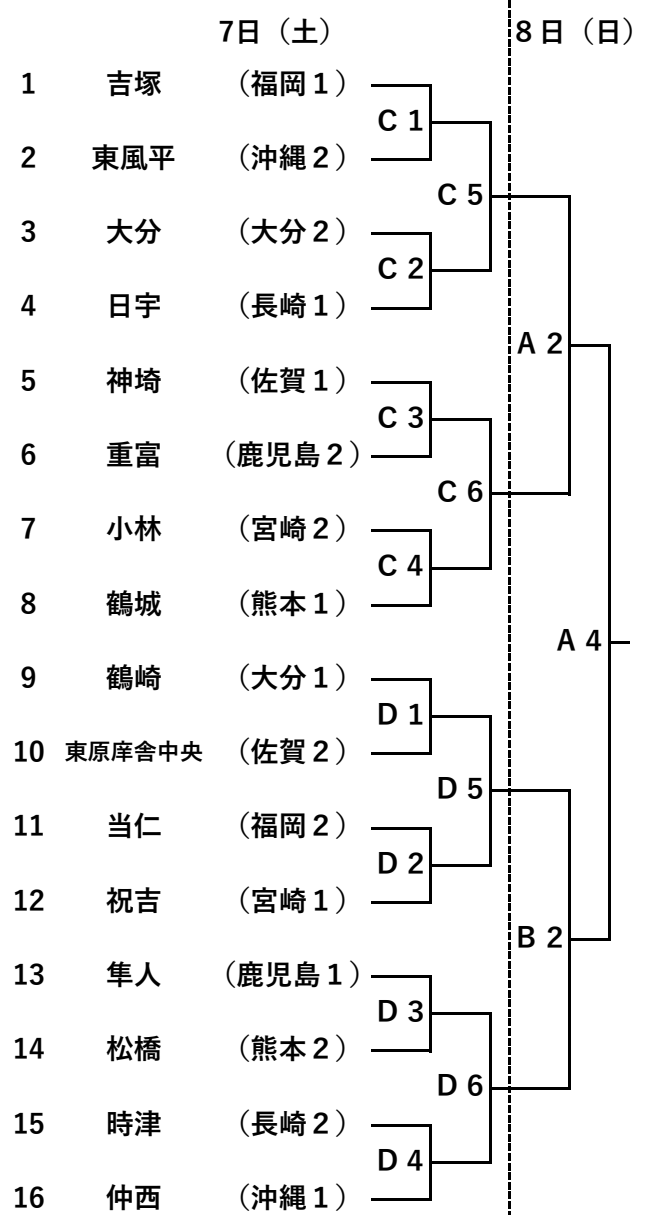 7日（土） 8日（日）
1 吉塚 （福岡１）
C 1
2 東風平 （沖縄２）
C 5
3 大分 （大分２）
C 2
4 日宇 （長崎１）
A 2
5 神埼 （佐賀１）
C 3
6 重富 （鹿児島２）
C 6
7 小林 （宮崎２）
C 4
8 鶴城 （熊本１）
A 4
9 鶴崎 （大分１）
D 1
10 東原庠舎中央 （佐賀２）
D 5
11 当仁 （福岡２）
D 2
12 祝吉 （宮崎１）
B 2
13 隼人 （鹿児島１）
D 3
14 松橋 （熊本２）
D 6
15 時津 （長崎２）
D 4
16 仲西 （沖縄１）